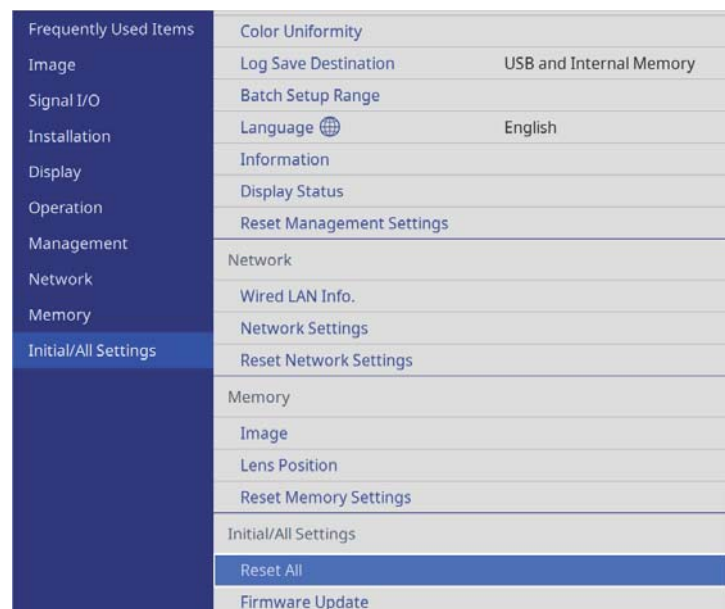 Frequently Used Items
Image
Signal I/O
Installation
Display
Operation
Management
Network
Memory
Initial/All Settings
Color Uniformity
Log Save Destination USB and Internal Memory
Batch Setup Range
Language English
Information
Display Status
Reset Management Settings
Network
Wired LAN Info.
Network Settings
Reset Network Settings
Memory
Image
Lens Position
Reset Memory Settings
Initial/All Settings
Reset All
Firmware Update